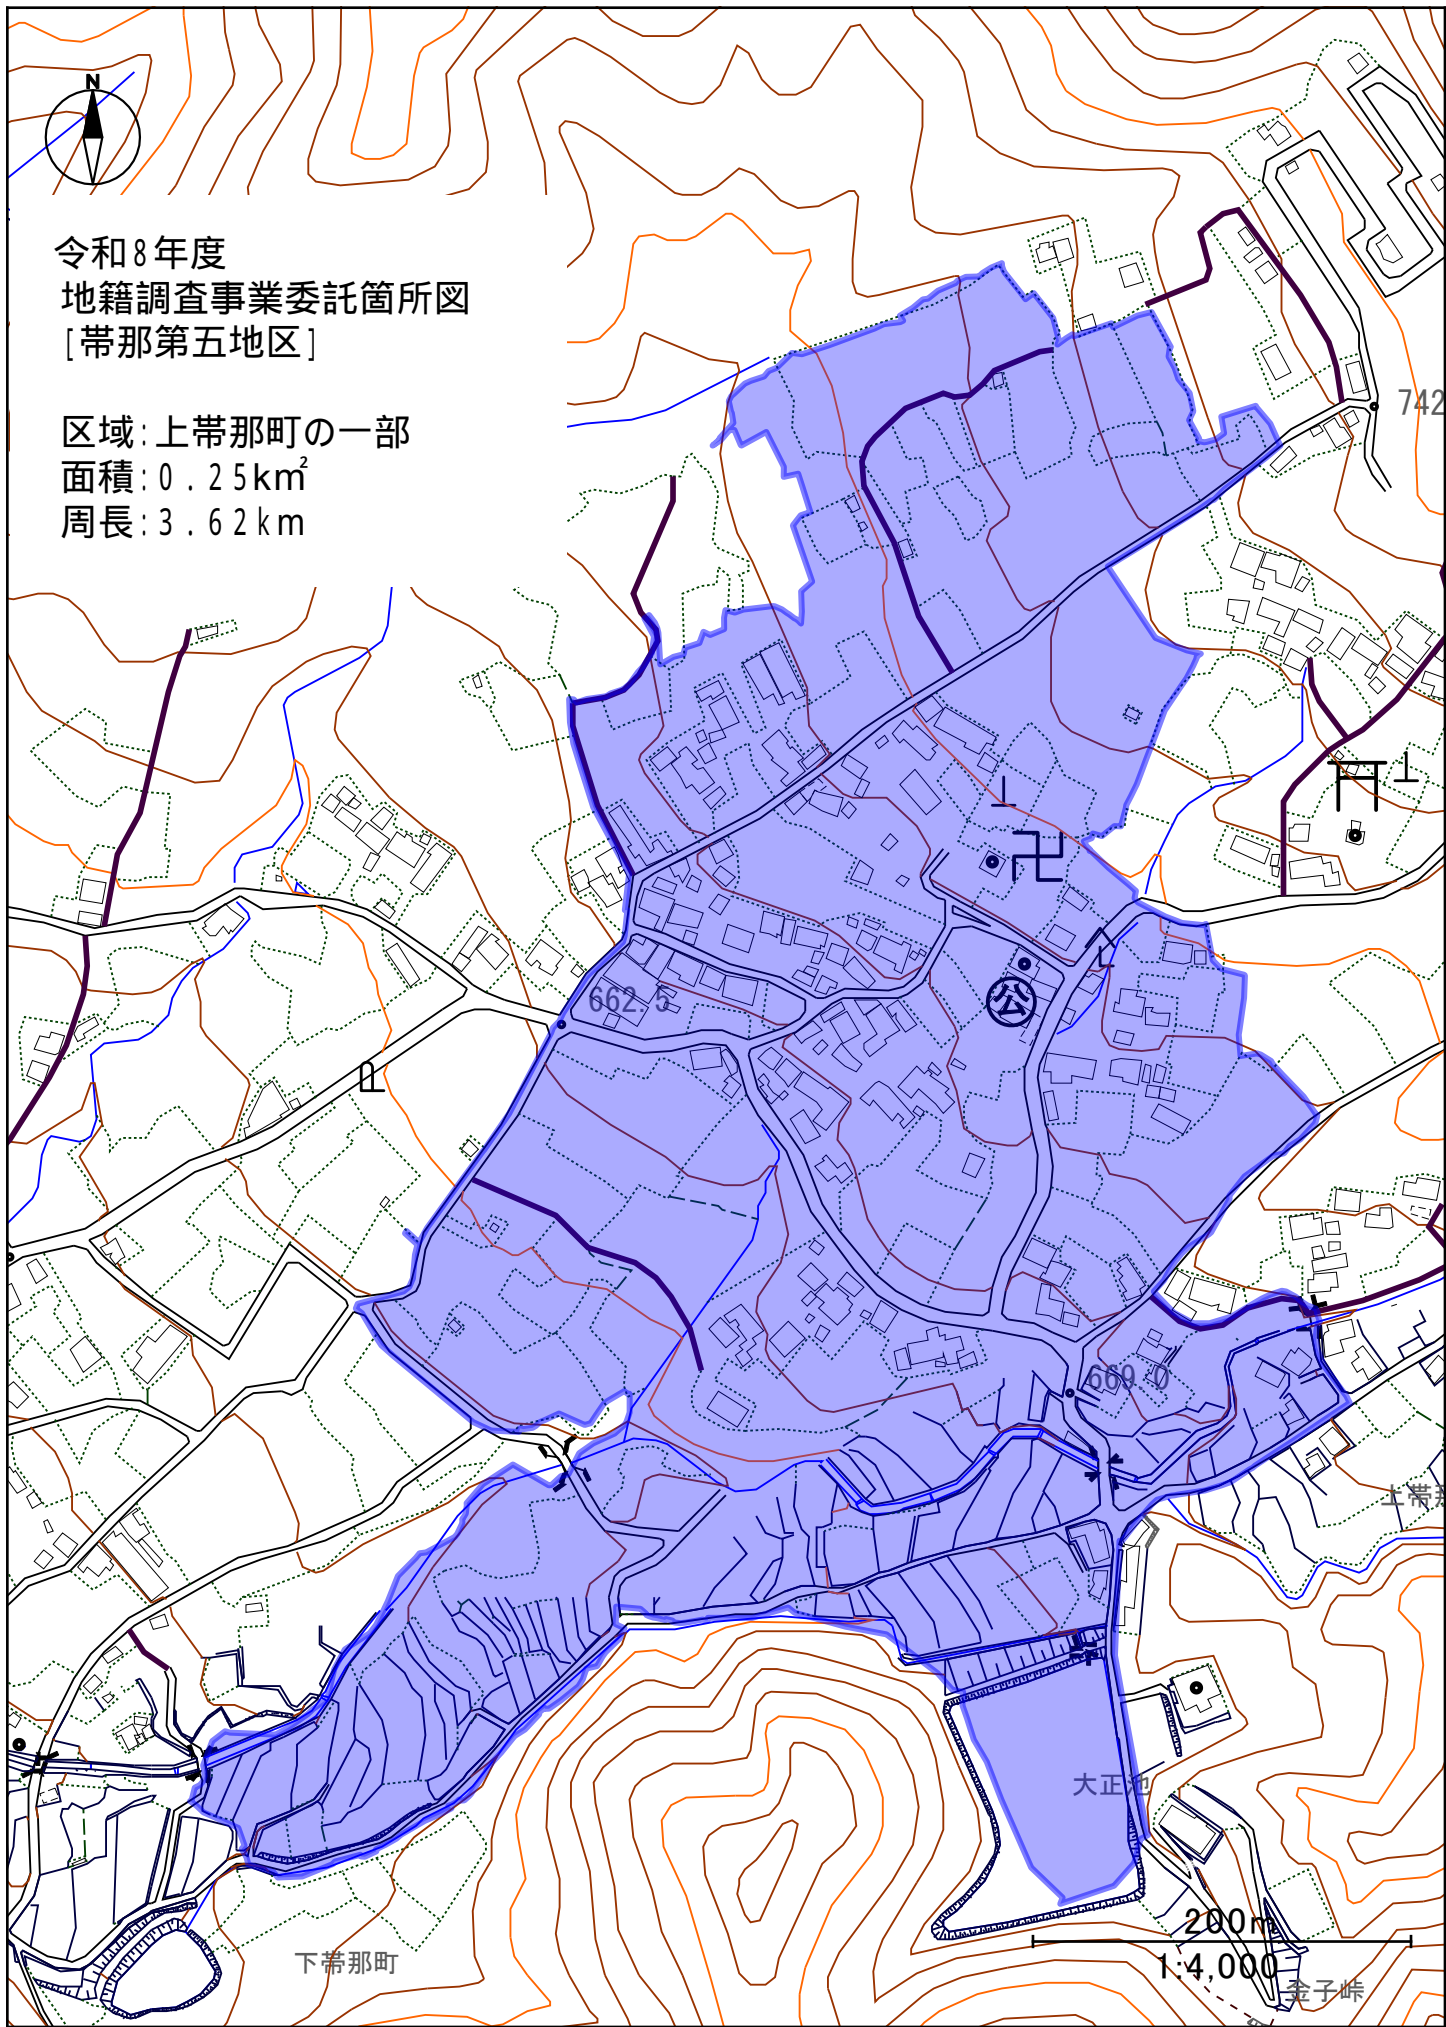 N
令和8年度
地籍調査事業委託箇所図
[帯那第五地区]
区域:上帯那町の一部
面積:0.25km²
周長:3.62km
742
662.5
公
669.0
上帯那
大正池
200m
1:4,000
下帯那町
金子峠